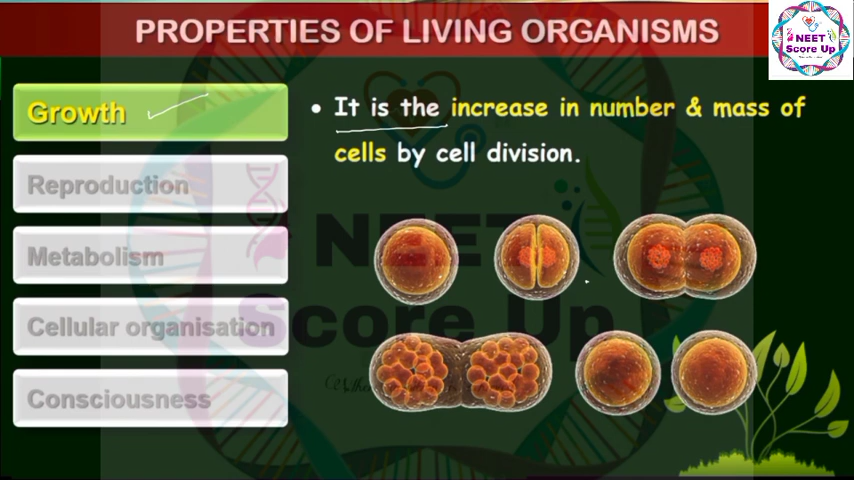 PROPERTIES OF LIVING ORGANISMS
NEET
Score Up
Growth
Reproduction
Metabolism
Cellular organisation
Consciousness
• It is the increase in number & mass of
cells by cell division.
NEET
Score Up